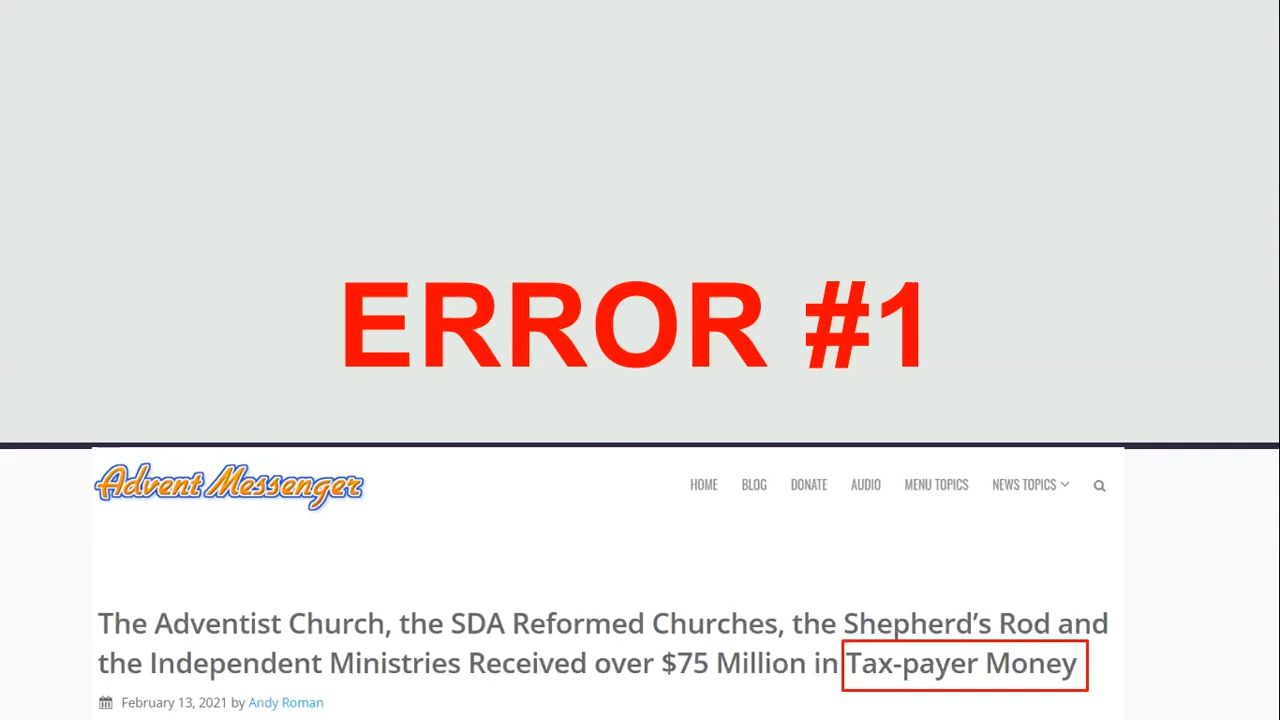 ERROR #1
Advent Messenger
HOME BLOG DONATE AUDIO MENU TOPICS NEWS TOPICS
The Adventist Church, the SDA Reformed Churches, the Shepherd’s Rod and
the Independent Ministries Received over $75 Million in Tax-payer Money
February 13, 2021 by Andy Roman